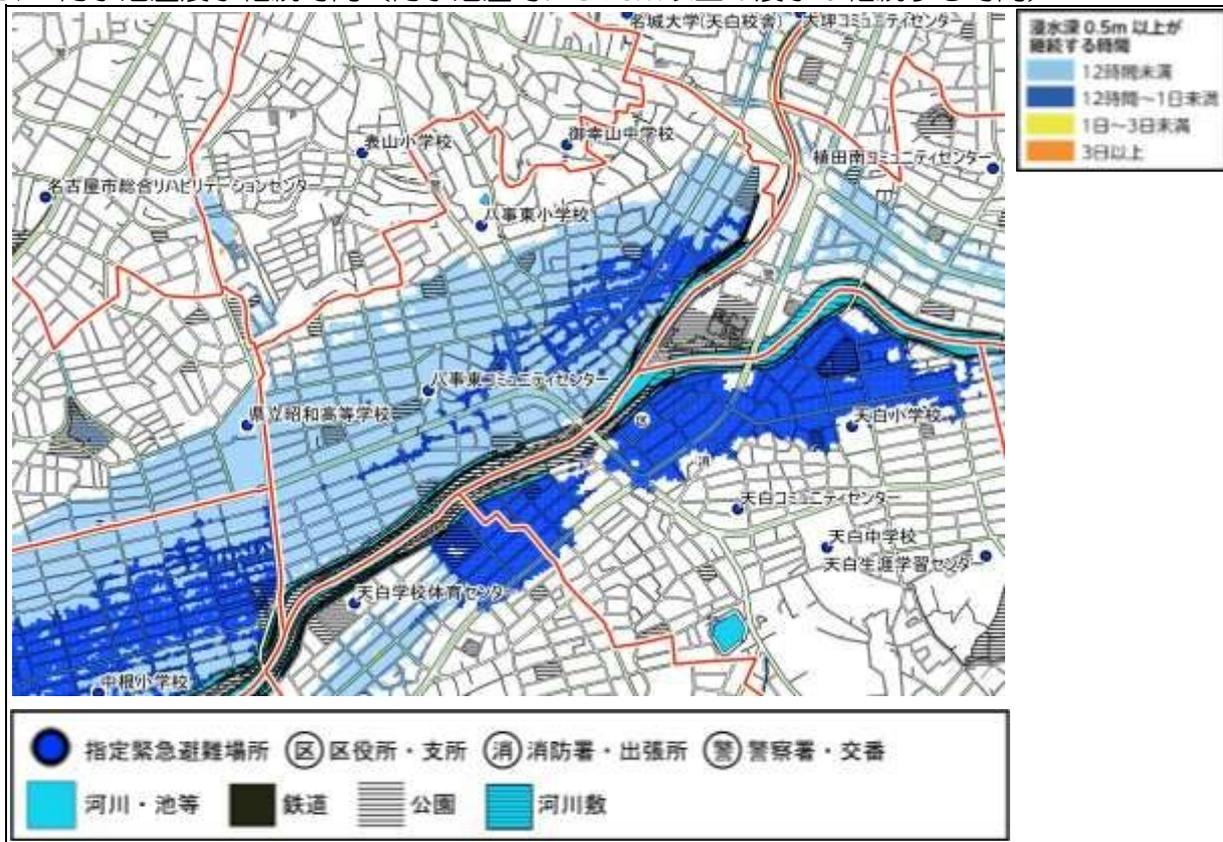 浸水深 0.5m 以上が
継続する時間
12時間未満
12時間～1日未満
1日～3日未満
3日以上
名城大学(天白校舎)
大坪コミュニティセンター
表山小学校
御幸山中学校
植田南コミュニティセンター
名古屋市総合リハビリテーションセンター
八事東小学校
八事東コミュニティセンター
県立昭和高等学校
天白小学校
区
消
天白コミュニティセンター
天白中学校
天白生涯学習センター
天白学校体育センター
中根小学校
指定緊急避難場所 区 区役所・支所 消 消防署・出張所 警 警察署・交番
河川・池等 鉄道 公園 河川敷